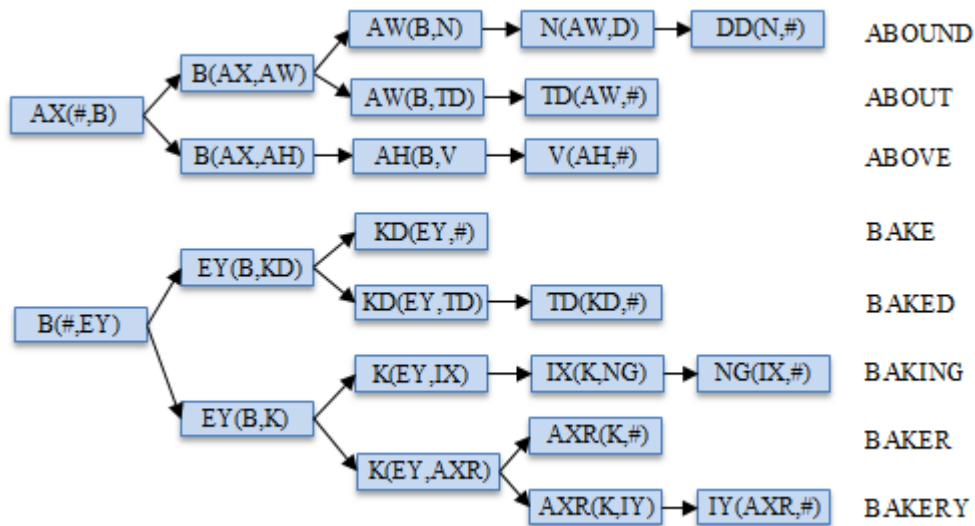 AW(B,N) N(AW,D) DD(N,#) ABOUND
B(AX,AW)
AW(B,TD) TD(AW,#) ABOUT
AX(#,B)
B(AX,AH) AH(B,V V(AH,#) ABOVE
KD(EY,#) BAKE
EY(B,KD)
KD(EY,TD) TD(KD,#) BAKED
B(#,EY)
K(EY,IX) IX(K,NG) NG(IX,#) BAKING
EY(B,K)
AXR(K,#) BAKER
K(EY,AXR)
AXR(K,IY) IY(AXR,#) BAKERY